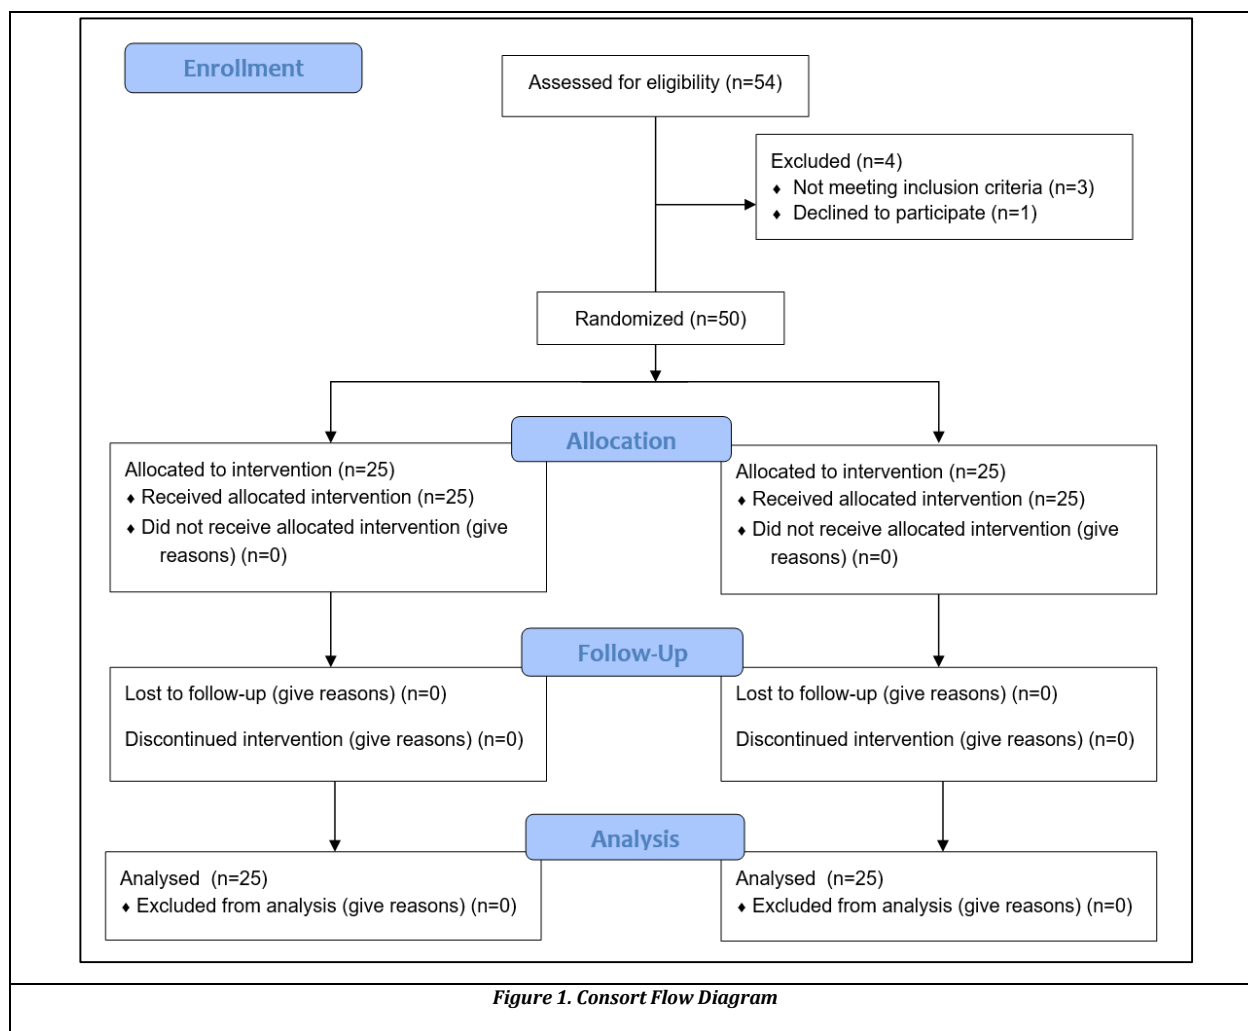 Enrollment
Assessed for eligibility (n=54)
Excluded (n=4)
♦ Not meeting inclusion criteria (n=3)
♦ Declined to participate (n=1)
Randomized (n=50)
Allocation
Allocated to intervention (n=25)
♦ Received allocated intervention (n=25)
♦ Did not receive allocated intervention (give
reasons) (n=0)
Allocated to intervention (n=25)
♦ Received allocated intervention (n=25)
♦ Did not receive allocated intervention (give
reasons) (n=0)
Follow-Up
Lost to follow-up (give reasons) (n=0)
Discontinued intervention (give reasons) (n=0)
Lost to follow-up (give reasons) (n=0)
Discontinued intervention (give reasons) (n=0)
Analysis
Analysed (n=25)
♦ Excluded from analysis (give reasons) (n=0)
Analysed (n=25)
♦ Excluded from analysis (give reasons) (n=0)
Figure 1. Consort Flow Diagram